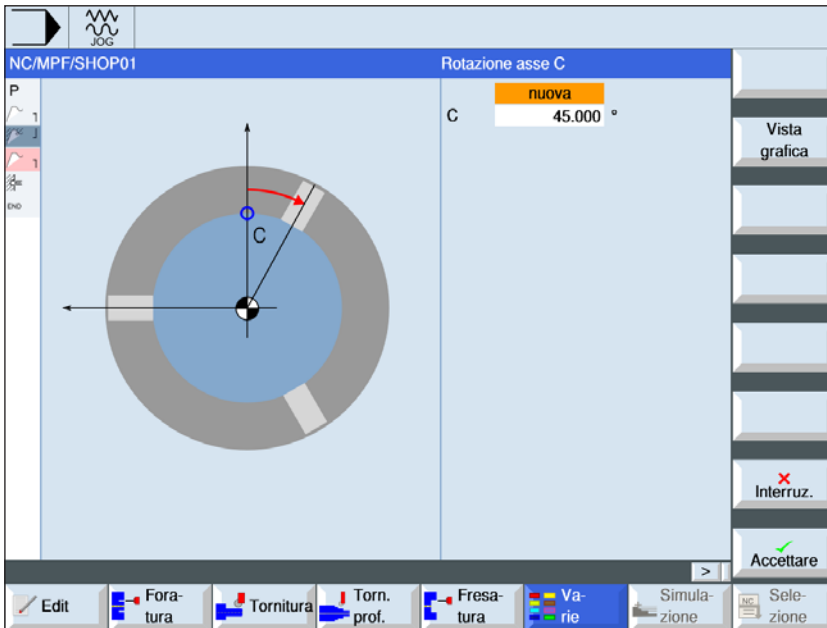 JOG
NC/MPF/SHOP01
Rotazione asse C
P
nuova
C 45.000 °
C
END
Vista
grafica
Interruz.
Accettare
>
Edit
Fora-
tura
Tornitura
Torn.
prof.
Fresa-
tura
Va-
rie
Simula-
zione
NC
Sele-
zione